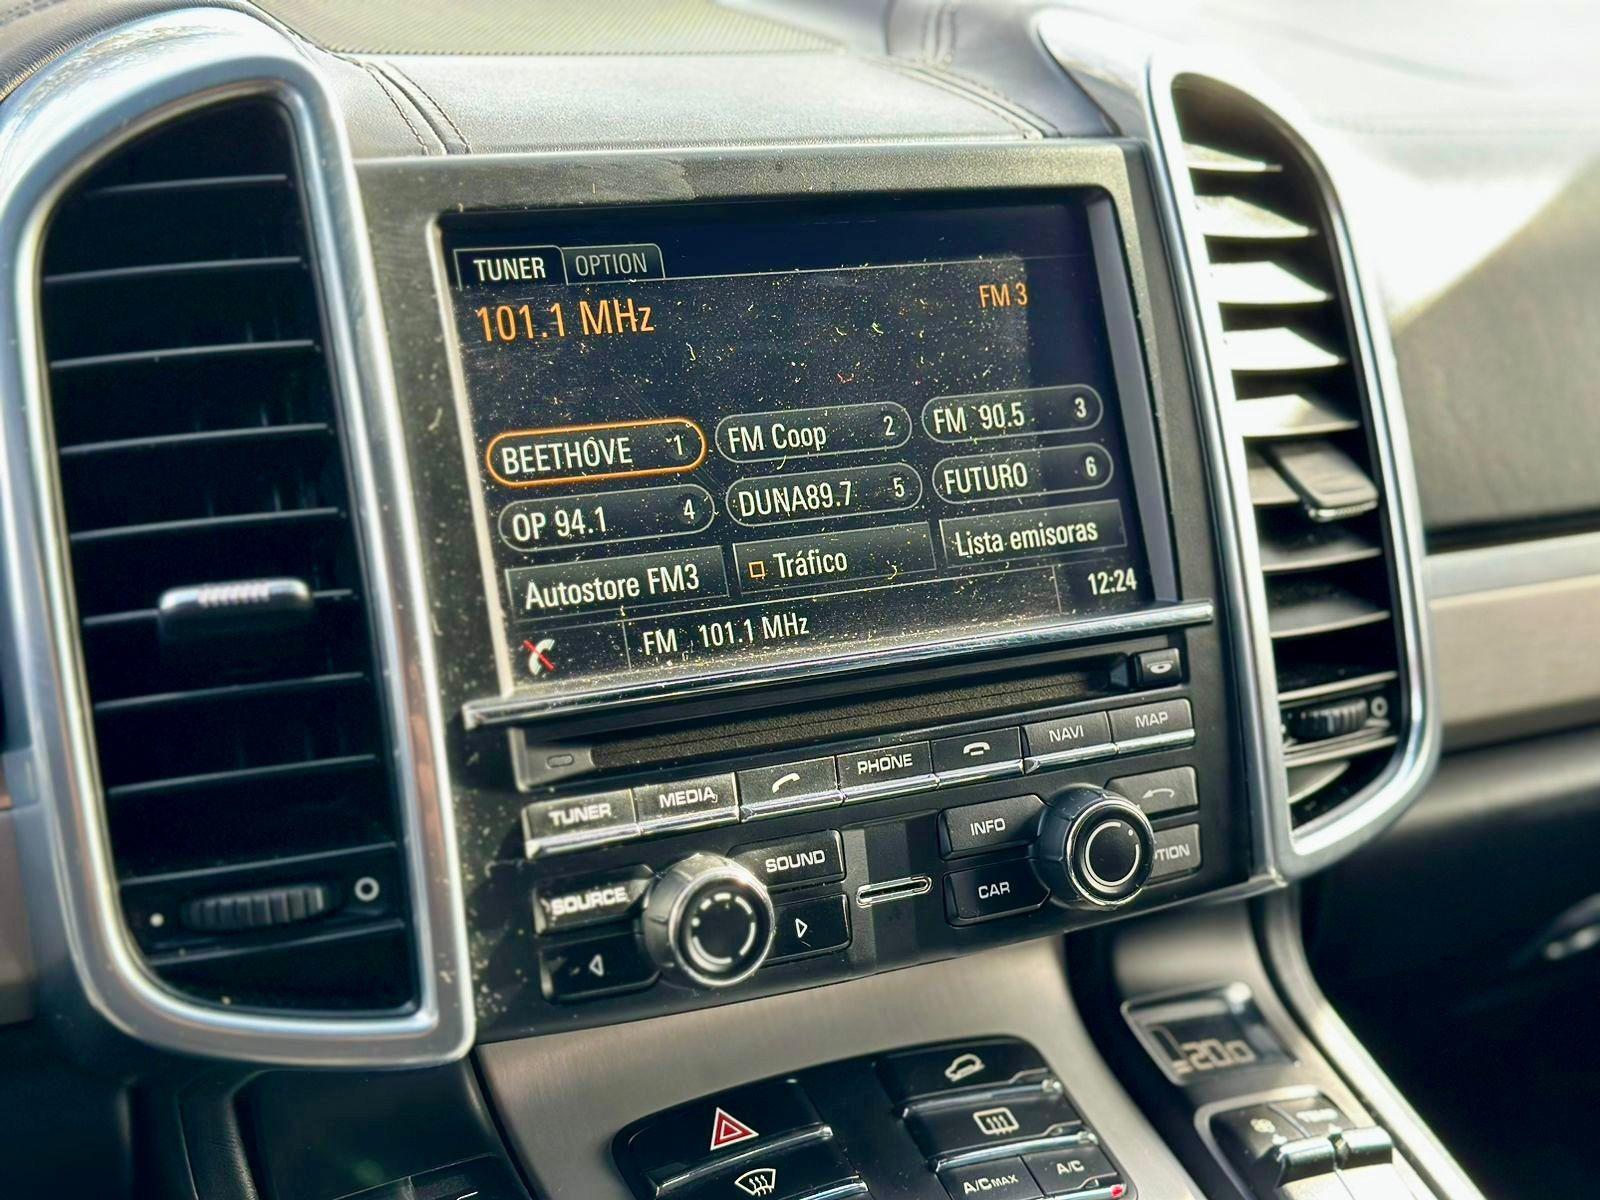 TUNER OPTION
101.1 MHz FM 3
BEETHOVE 1 FM Coop 2 FM 90.5 3
OP 94.1 4 DUNA89.7 5 FUTURO 6
Autostore FM3 Tráfico Lista emisoras
FM 101.1 MHz 12:24
TUNER MEDIA PHONE NAVI MAP
SOURCE SOUND INFO
CAR
A/C MAX A/C